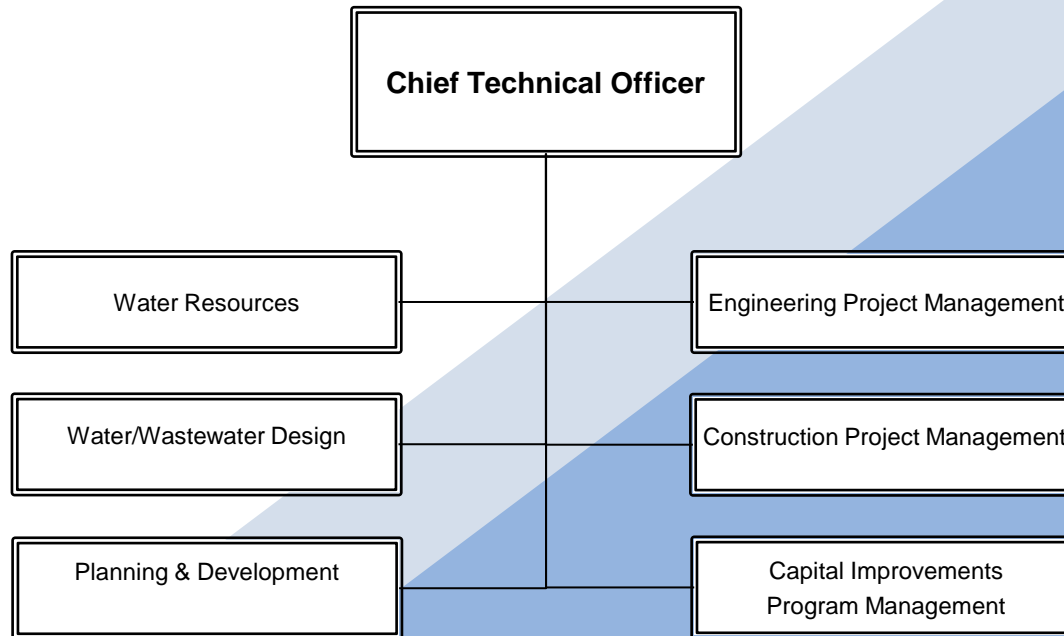 Chief Technical Officer
Water Resources
Engineering Project Management
Water/Wastewater Design
Construction Project Management
Planning & Development
Capital Improvements
Program Management